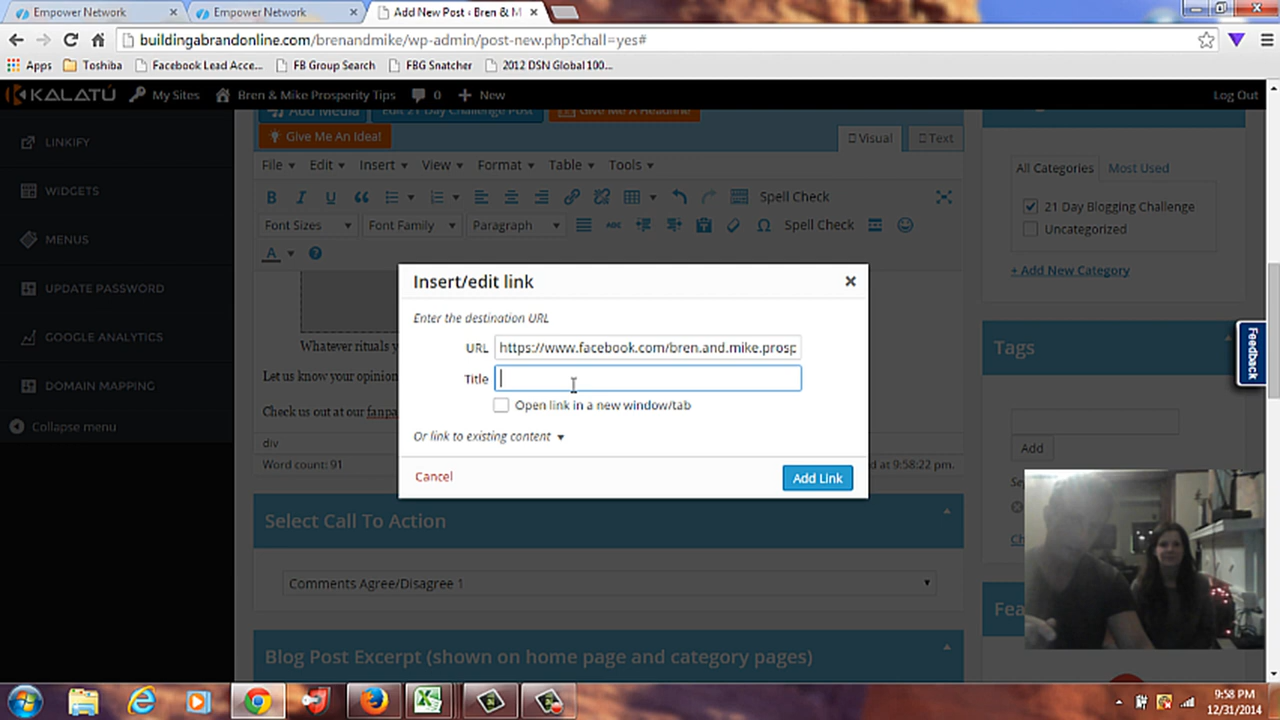 Empower Network
Empower Network
Add New Post ‹ Bren & M
buildingabrandonline.com/brenandmike/wp-admin/post-new.php?chall=yes#
Apps Toshiba Facebook Lead Acce... FB Group Search FBG Snatcher 2012 DSN Global 100...
KALATÚ My Sites Bren & Mike Prosperity Tips 0 New Log Out
Add Media Edit 21 Day Challenge Post Give Me A Headline
Give Me An Idea! Visual Text
File Edit Insert View Format Table Tools
B I U Spell Check
Font Sizes Font Family Paragraph ABC Spell Check
A
LINKIFY
WIDGETS
MENUS
UPDATE PASSWORD
GOOGLE ANALYTICS
DOMAIN MAPPING
Collapse menu
Whatever rituals y
Let us know your opinion
Check us out at our fanpa
div
Word count: 91
d at 9:58:22 pm.
Insert/edit link
Enter the destination URL
URL https://www.facebook.com/bren.and.mike.prosp
Title
Open link in a new window/tab
Or link to existing content
Cancel Add Link
Select Call To Action
Comments Agree/Disagree 1
Blog Post Excerpt (shown on home page and category pages)
All Categories Most Used
21 Day Blogging Challenge
Uncategorized
+ Add New Category
Tags
Add
Se
Ch
Fea
Feedback
9:58 PM
12/31/2014